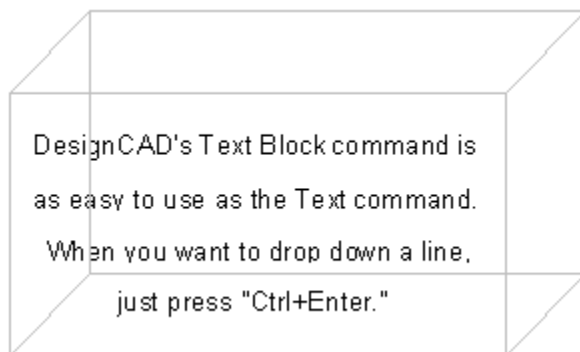 DesignCAD's Text Block command is
as easy to use as the Text command.
When you want to drop down a line,
just press "Ctrl+Enter."